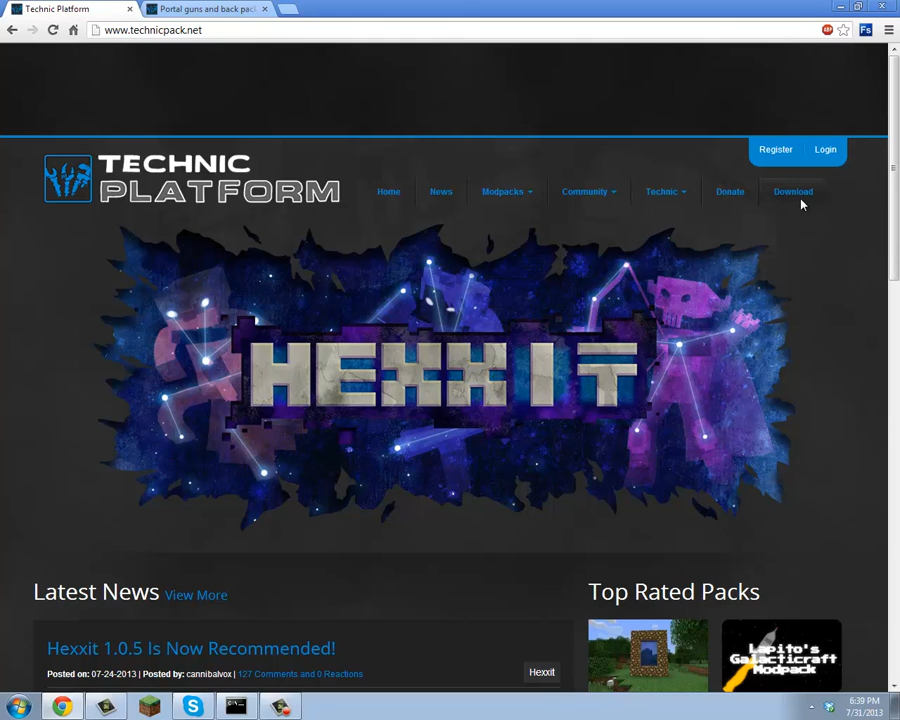 Technic Platform
Portal guns and back pac
www.technicpack.net
ABP
Fs
Register Login
TECHNIC
PLATFORM
Home News Modpacks Community Technic Donate Download
HEXXIT
Latest News View More
Top Rated Packs
Hexxit 1.0.5 Is Now Recommended!
Posted on: 07-24-2013 | Posted by: cannibalvox | 127 Comments and 0 Reactions
Hexxit
Lapito's
Galacticraft
Modpack
6:39 PM
7/31/2013